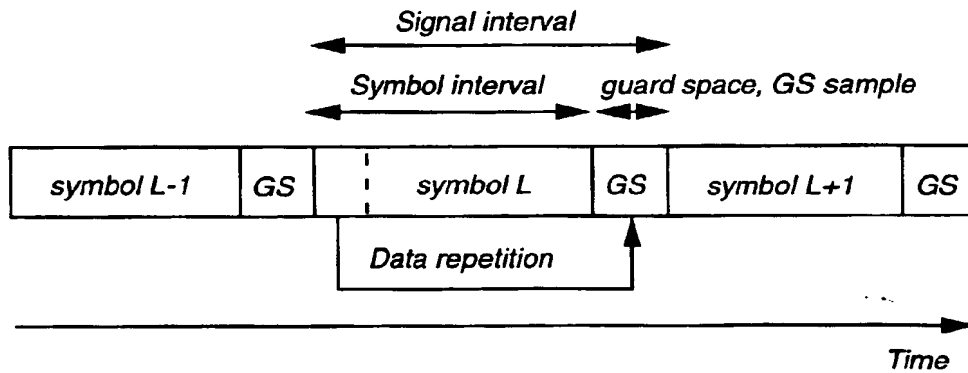 Signal interval
Symbol interval
guard space, GS sample
symbol L-1
GS
symbol L
GS
symbol L+1
GS
Data repetition
Time